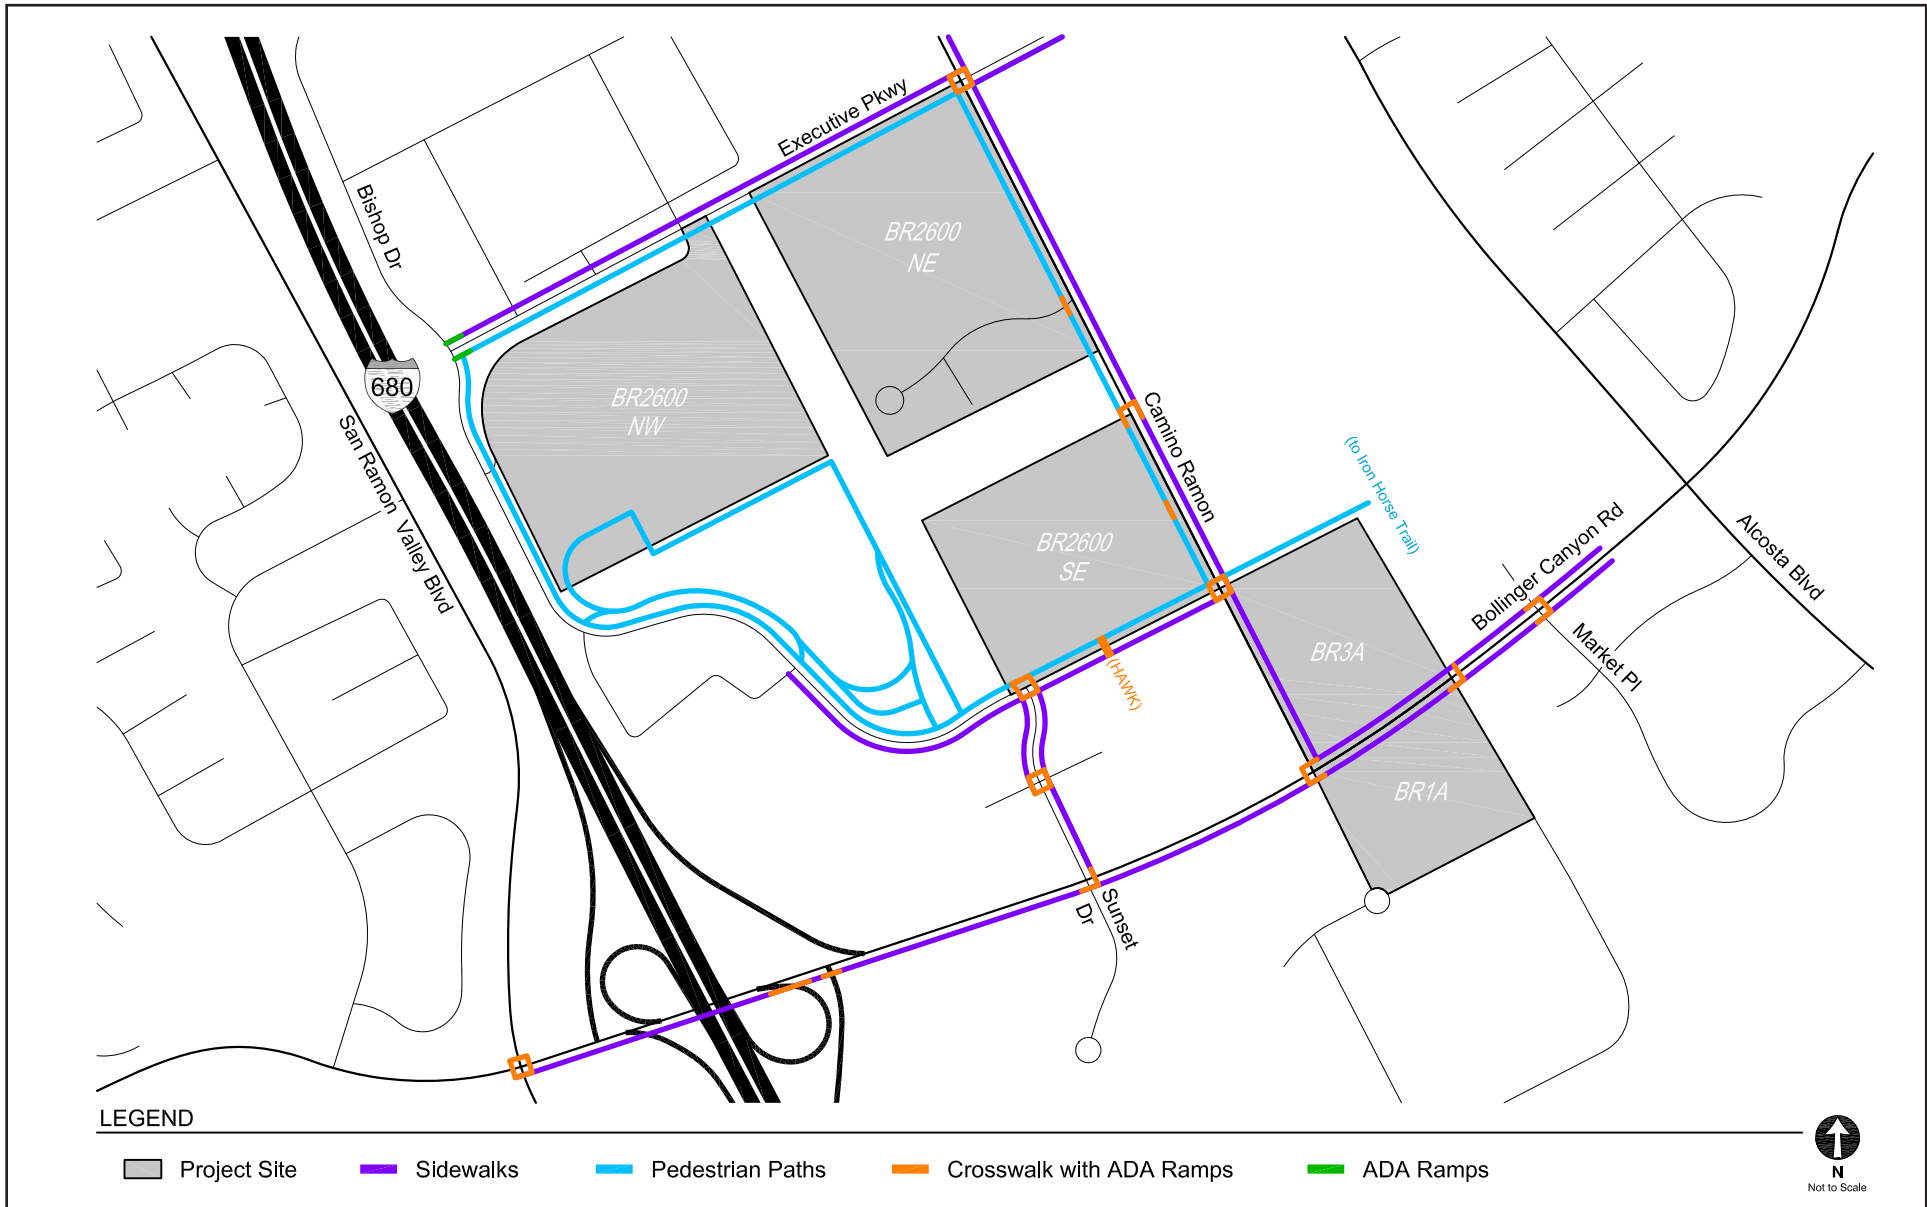 Executive Pkwy
Bishop Dr
BR2600
NE
680
BR2600
NW
San Ramon Valley Blvd
Camino Ramon
(to Iron Horse Trail)
BR2600
SE
Bollinger Canyon Rd
Alcosta Blvd
Market Pl
(HAWK)
BR3A
BR1A
Sunset
Dr
LEGEND
Project Site
Sidewalks
Pedestrian Paths
Crosswalk with ADA Ramps
ADA Ramps
N
Not to Scale